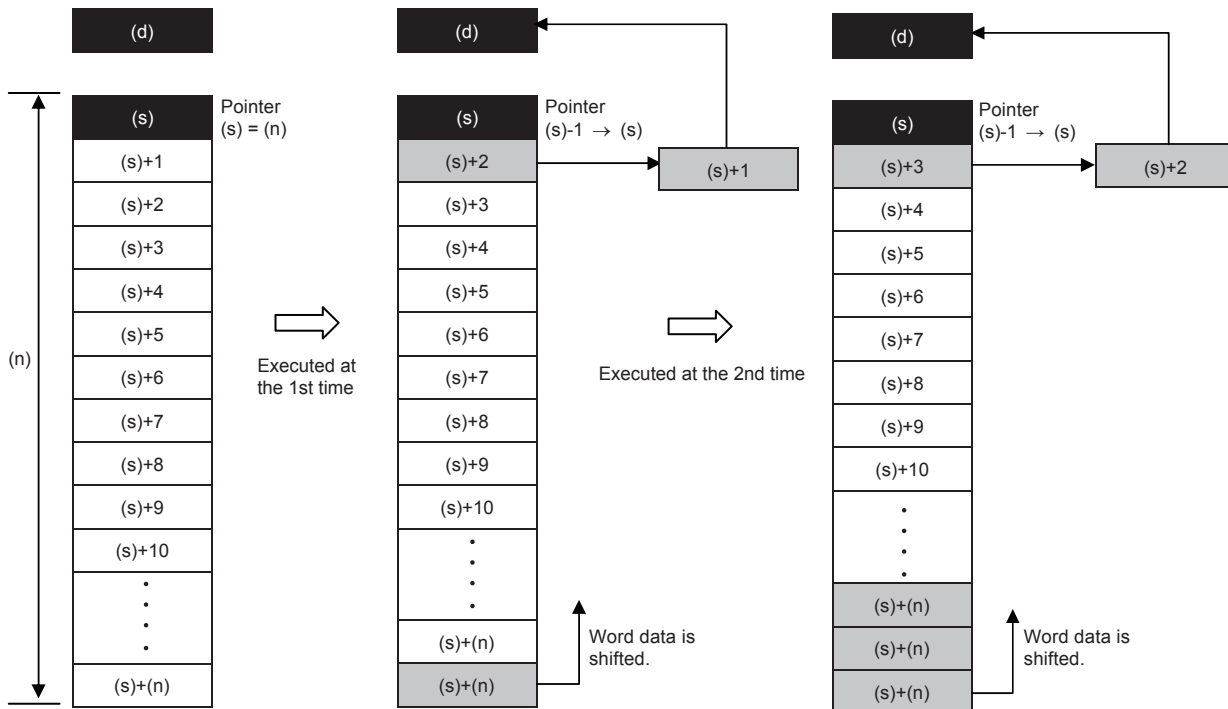 (d)
(s)
Pointer
(s) = (n)
(s)+1
(s)+2
(s)+3
(s)+4
(s)+5
(s)+6
(s)+7
(s)+8
(s)+9
(s)+10
(s)+(n)
(n)
Executed at
the 1st time
(d)
(s)
Pointer
(s)-1 → (s)
(s)+1
(s)+2
(s)+3
(s)+4
(s)+5
(s)+6
(s)+7
(s)+8
(s)+9
(s)+10
(s)+(n)
(s)+(n)
Word data is
shifted.
Executed at the 2nd time
(d)
(s)
Pointer
(s)-1 → (s)
(s)+2
(s)+3
(s)+4
(s)+5
(s)+6
(s)+7
(s)+8
(s)+9
(s)+10
(s)+(n)
(s)+(n)
(s)+(n)
Word data is
shifted.